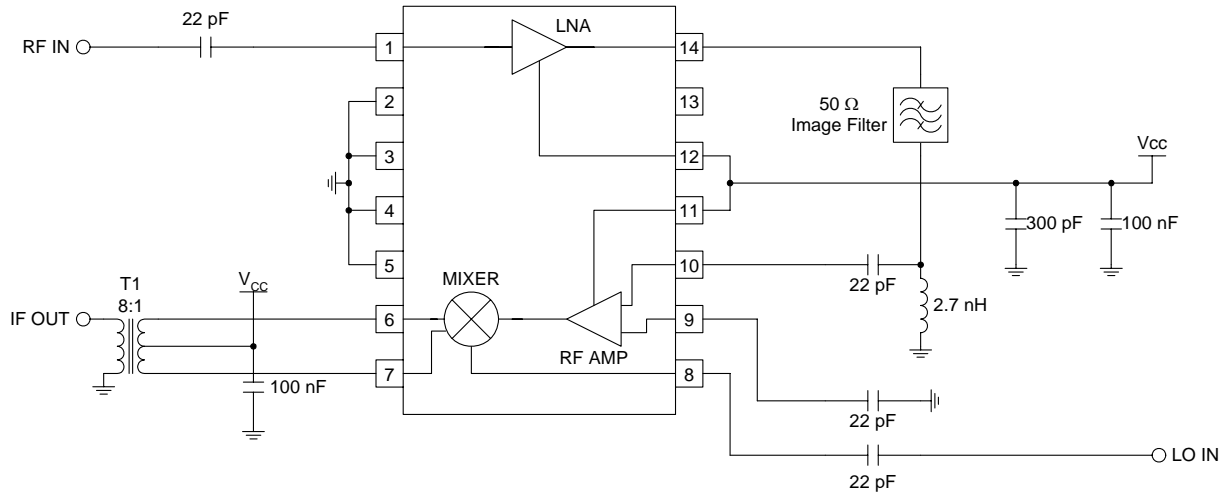 22 pF
LNA
RF IN
1
14
2
13
50 Ω
Image Filter
3
12
Vcc
4
11
300 pF
100 nF
5
10
T1
8:1
VCC
MIXER
22 pF
2.7 nH
IF OUT
6
9
RF AMP
7
8
100 nF
22 pF
LO IN
22 pF